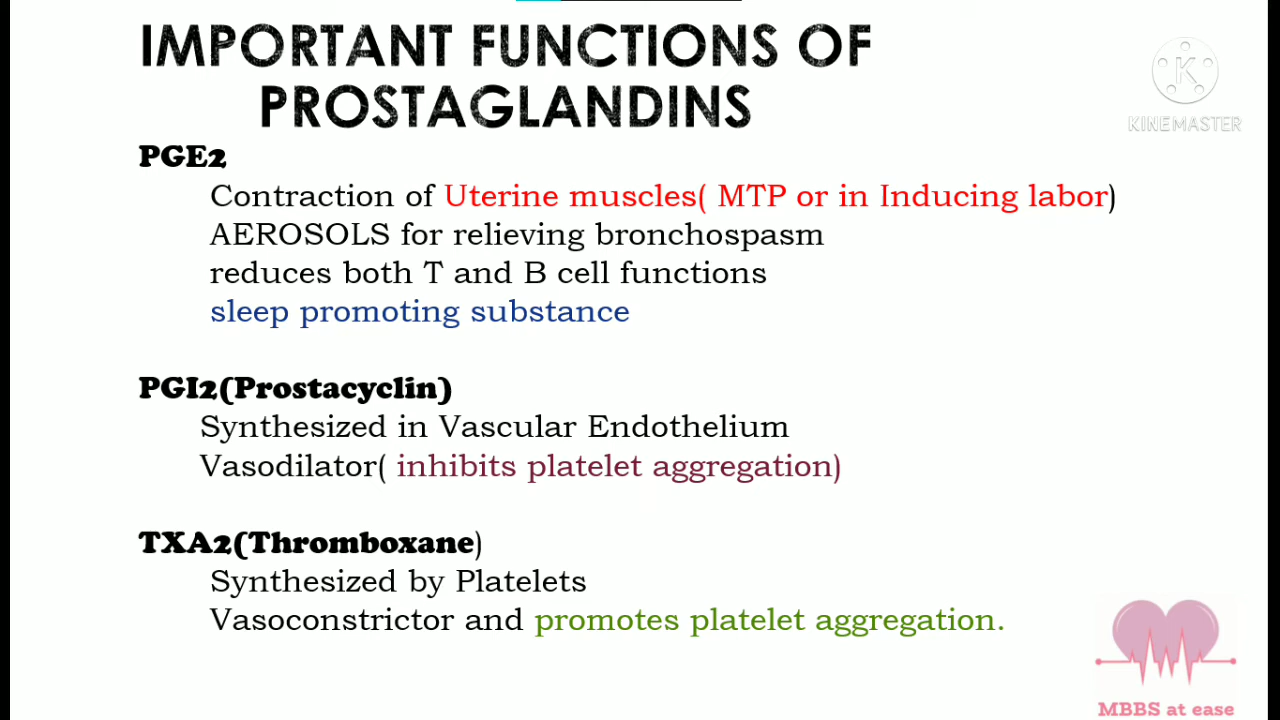 IMPORTANT FUNCTIONS OF
PROSTAGLANDINS
KINEMASTER
PGE2
Contraction of Uterine muscles( MTP or in Inducing labor)
AEROSOLS for relieving bronchospasm
reduces both T and B cell functions
sleep promoting substance
PGI2(Prostacyclin)
Synthesized in Vascular Endothelium
Vasodilator( inhibits platelet aggregation)
TXA2(Thromboxane)
Synthesized by Platelets
Vasoconstrictor and promotes platelet aggregation.
MBBS at ease